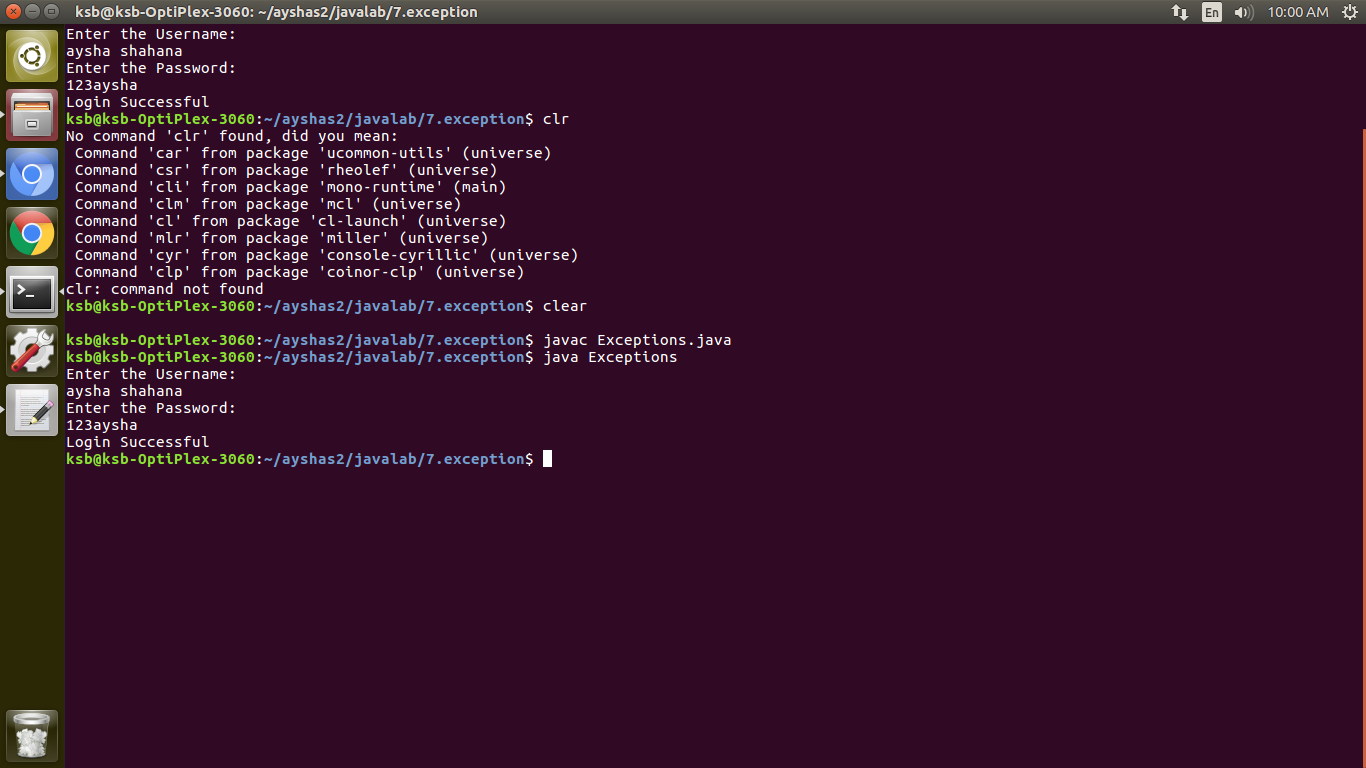 ksb@ksb-OptiPlex-3060: ~/ayshas2/javalab/7.exception
En
10:00 AM
Enter the Username:
aysha shahana
Enter the Password:
123aysha
Login Successful
ksb@ksb-OptiPlex-3060:~/ayshas2/javalab/7.exception$ clr
No command 'clr' found, did you mean:
 Command 'car' from package 'ucommon-utils' (universe)
 Command 'csr' from package 'rheolef' (universe)
 Command 'cli' from package 'mono-runtime' (main)
 Command 'clm' from package 'mcl' (universe)
 Command 'cl' from package 'cl-launch' (universe)
 Command 'mlr' from package 'miller' (universe)
 Command 'cyr' from package 'console-cyrillic' (universe)
 Command 'clp' from package 'coinor-clp' (universe)
clr: command not found
ksb@ksb-OptiPlex-3060:~/ayshas2/javalab/7.exception$ clear
ksb@ksb-OptiPlex-3060:~/ayshas2/javalab/7.exception$ javac Exceptions.java
ksb@ksb-OptiPlex-3060:~/ayshas2/javalab/7.exception$ java Exceptions
Enter the Username:
aysha shahana
Enter the Password:
123aysha
Login Successful
ksb@ksb-OptiPlex-3060:~/ayshas2/javalab/7.exception$